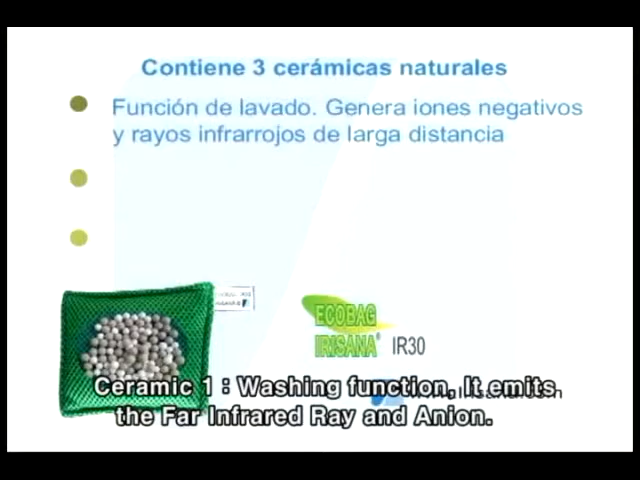 Contiene 3 cerámicas naturales
Función de lavado. Genera iones negativos
y rayos infrarrojos de larga distancia
ECOBAG
IRISANA® IR30
Ceramic 1 : Washing function, It emits
the Far Infrared Ray and Anion.